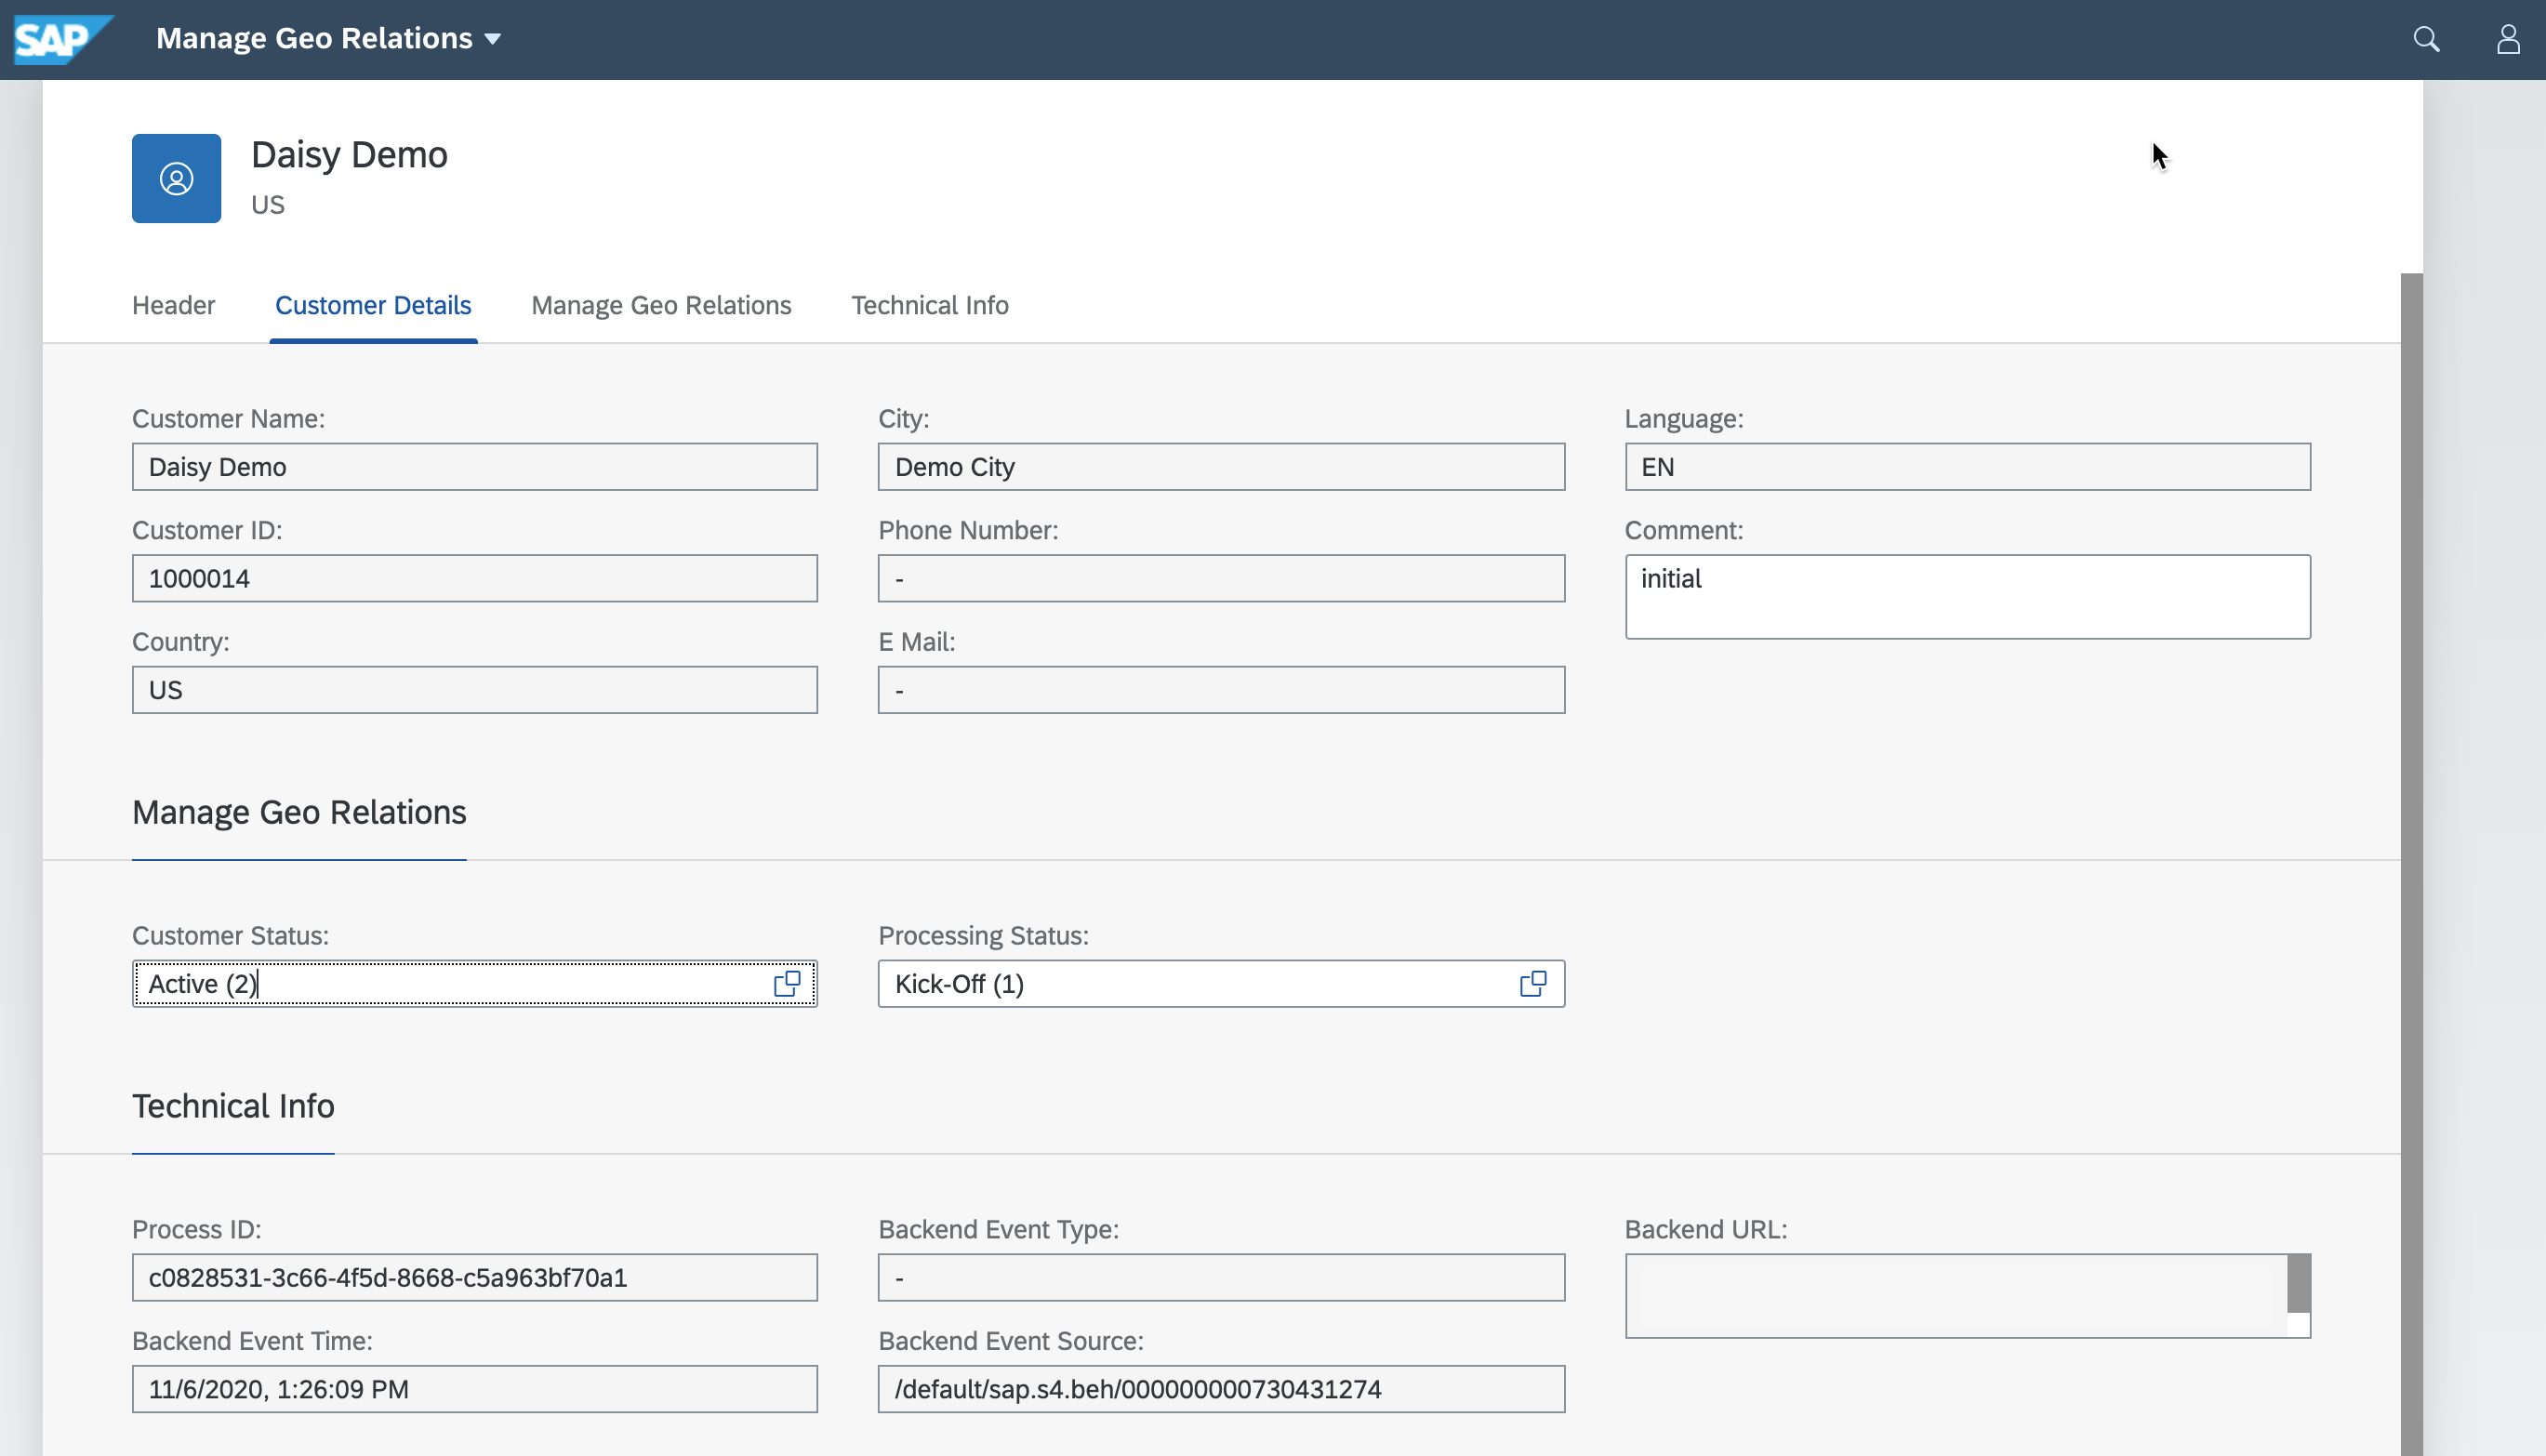 SAP Manage Geo Relations
Daisy Demo
US
Header Customer Details Manage Geo Relations Technical Info
Customer Name: City: Language:
Daisy Demo Demo City EN
Customer ID: Phone Number: Comment:
1000014 - initial
Country: E Mail:
US -
Manage Geo Relations
Customer Status: Processing Status:
Active (2) Kick-Off (1)
Technical Info
Process ID: Backend Event Type: Backend URL:
c0828531-3c66-4f5d-8668-c5a963bf70a1 -
Backend Event Time: Backend Event Source:
11/6/2020, 1:26:09 PM /default/sap.s4.beh/000000000730431274